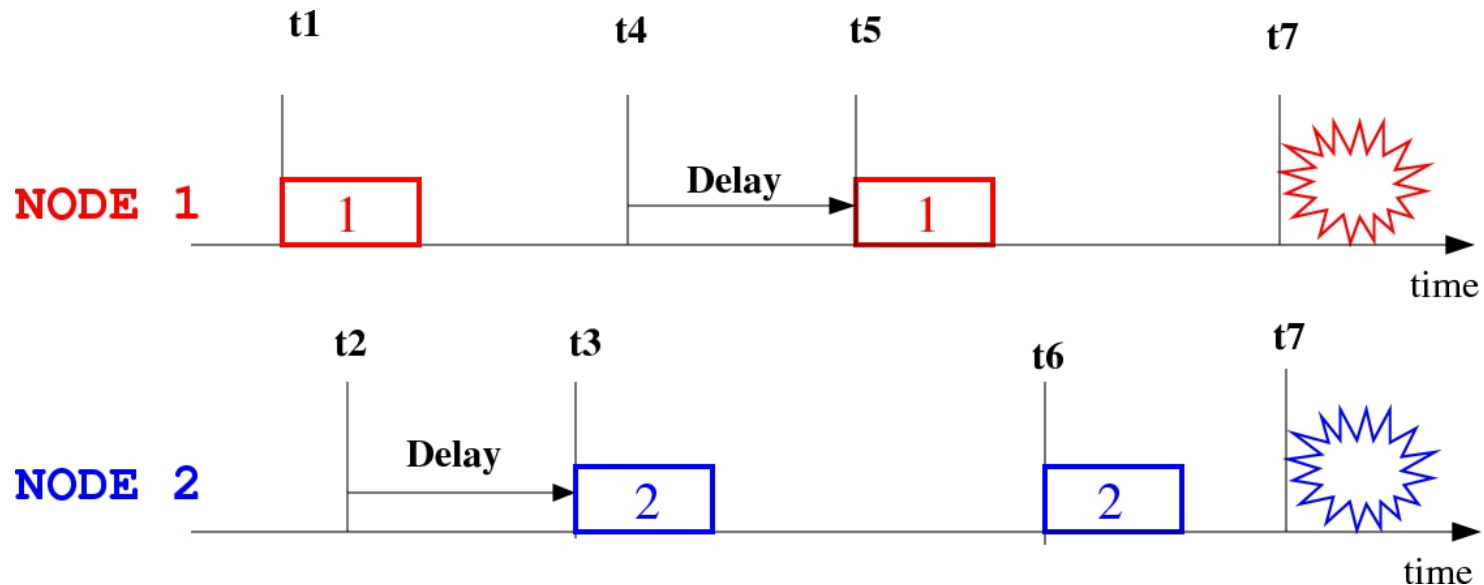 t1 t4 t5 t7
Delay
NODE 1 1 1
time
t2 t3 t6 t7
Delay
NODE 2 2 2
time